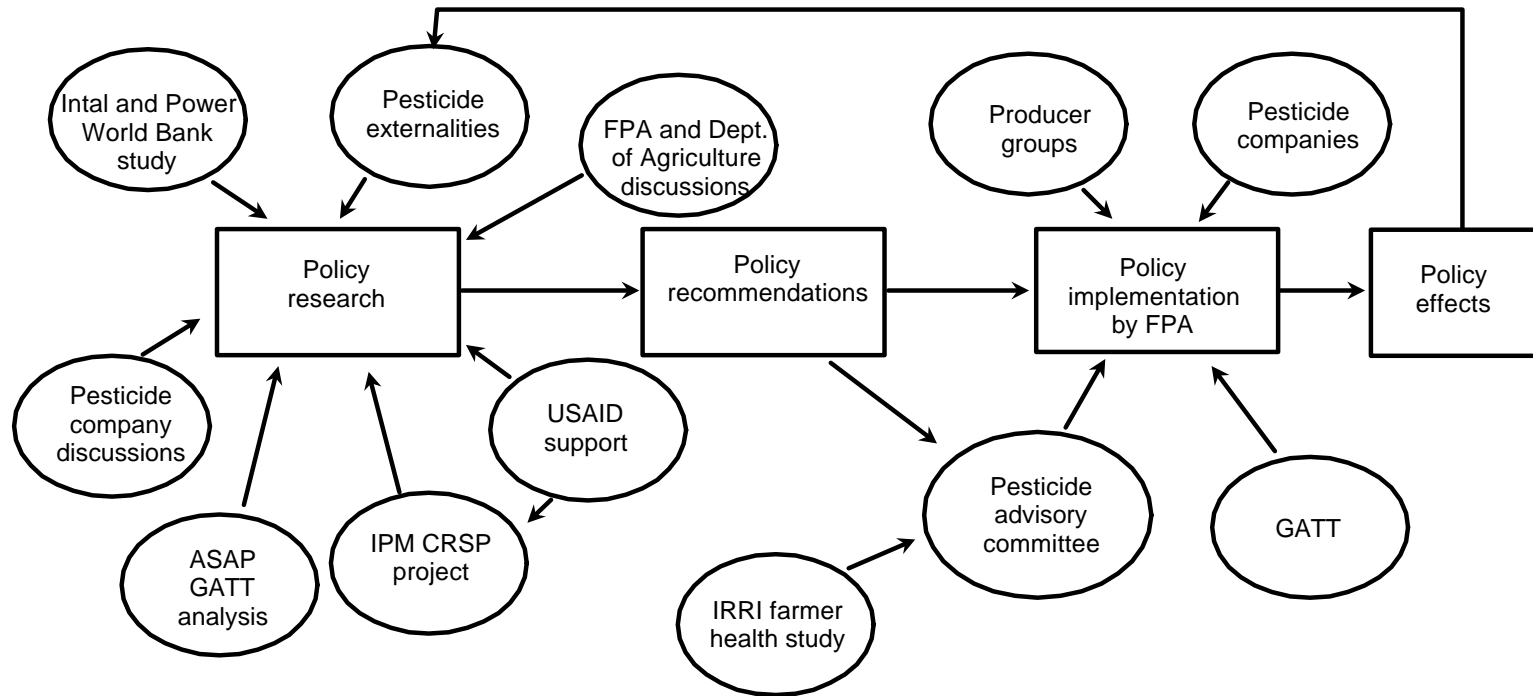 Intal and Power
World Bank
study
Pesticide
externalities
FPA and Dept.
of Agriculture
discussions
Producer
groups
Pesticide
companies
Policy
research
Policy
recommendations
Policy
implementation
by FPA
Policy
effects
Pesticide
company
discussions
USAID
support
ASAP
GATT
analysis
IPM CRSP
project
Pesticide
advisory
committee
GATT
IRRI farmer
health study